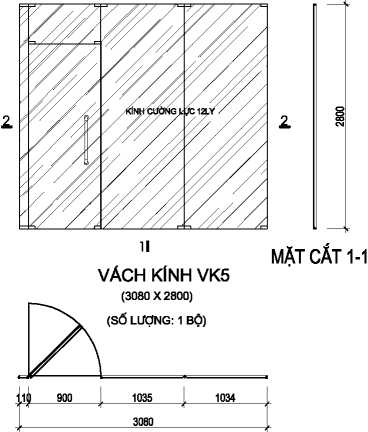 KÍNH CƯỜNG LỰC 12LY
2
2
2800
1
MẶT CẮT 1-1
VÁCH KÍNH VK5
(3080 X 2800)
(SỐ LƯỢNG: 1 BỘ)
110 900 1035 1034
3080